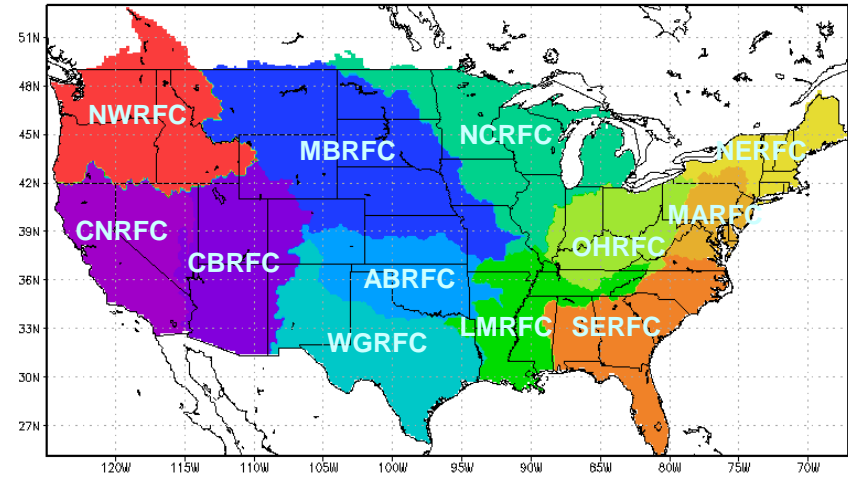 51N
48N
NWRFC
NCRFC
45N
MBRFC
NERFC
42N
MARFC
CNRFC
39N
OHRFC
CBRFC
ABRFC
36N
LMRFC
SERFC
33N
WGRFC
30N
27N
120W 115W 110W 105W 100W 95W 90W 85W 80W 75W 70W